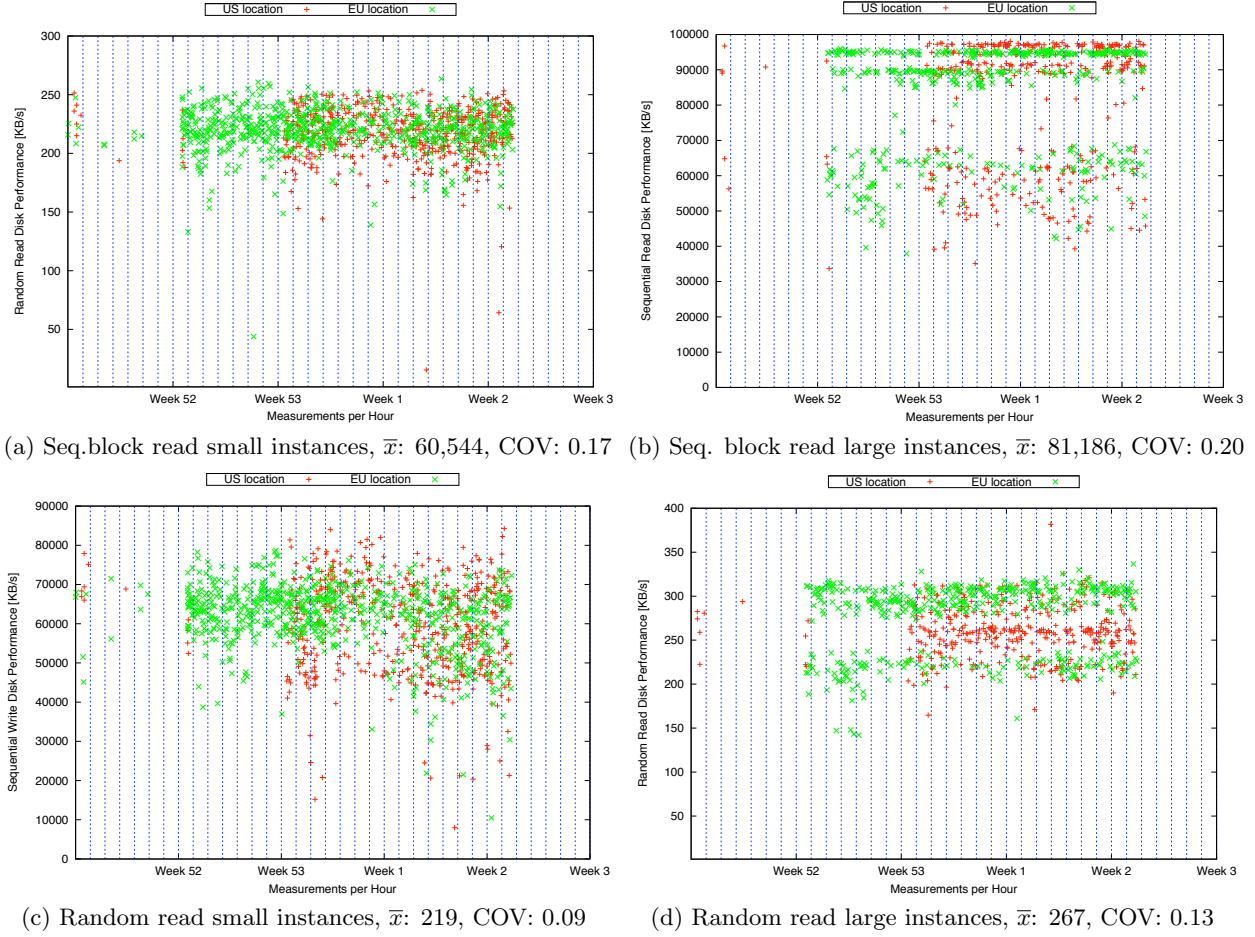 US location EU location
Random Read Disk Performance [KB/s]
300
250
200
150
100
50
Week 52 Week 53 Week 1 Week 2 Week 3
Measurements per Hour
(a) Seq.block read small instances, x̅: 60,544, COV: 0.17
US location EU location
Sequential Read Disk Performance [KB/s]
100000
90000
80000
70000
60000
50000
40000
30000
20000
10000
0
Week 52 Week 53 Week 1 Week 2 Week 3
Measurements per Hour
(b) Seq. block read large instances, x̅: 81,186, COV: 0.20
US location EU location
Sequential Write Disk Performance [KB/s]
90000
80000
70000
60000
50000
40000
30000
20000
10000
0
Week 52 Week 53 Week 1 Week 2 Week 3
Measurements per Hour
(c) Random read small instances, x̅: 219, COV: 0.09
US location EU location
Random Read Disk Performance [KB/s]
400
350
300
250
200
150
100
50
Week 52 Week 53 Week 1 Week 2 Week 3
Measurements per Hour
(d) Random read large instances, x̅: 267, COV: 0.13